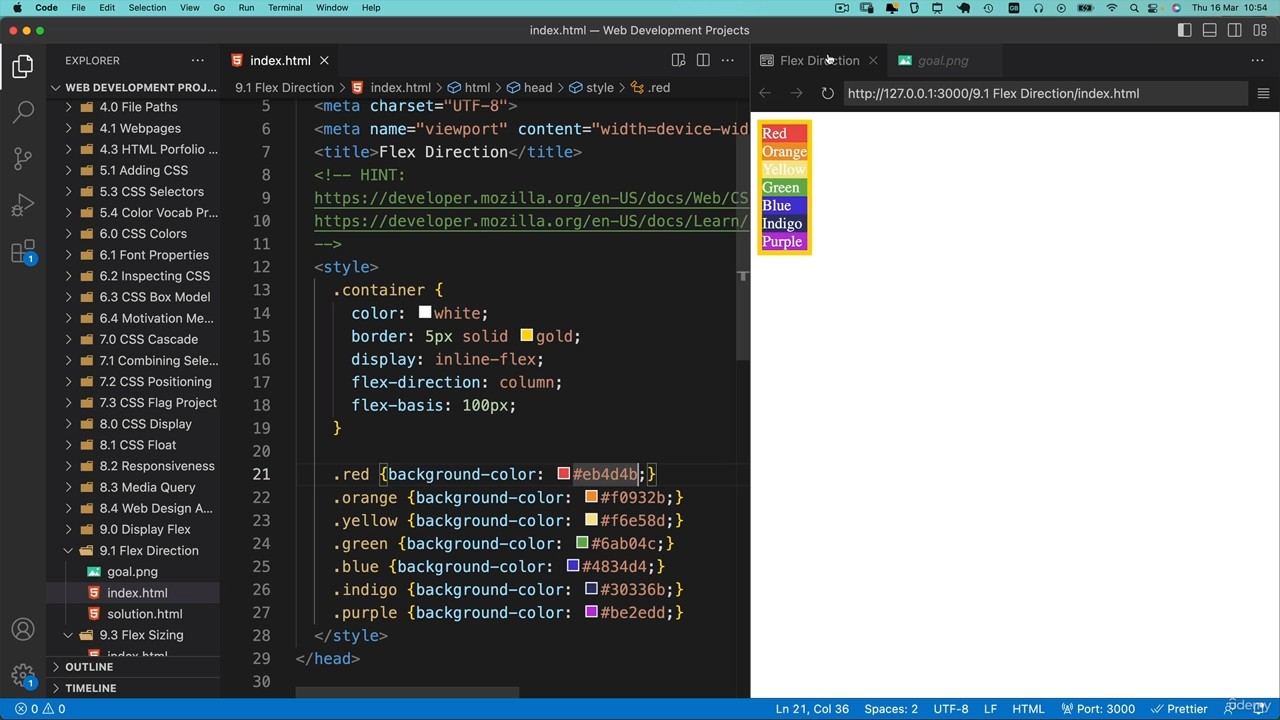 Code File Edit Selection View Go Run Terminal Window Help
GB Thu 16 Mar 10:54
index.html — Web Development Projects
EXPLORER
WEB DEVELOPMENT PROJ...
4.0 File Paths
4.1 Webpages
4.3 HTML Porfolio ...
5.1 Adding CSS
5.3 CSS Selectors
5.4 Color Vocab Pr...
6.0 CSS Colors
6.1 Font Properties
6.2 Inspecting CSS
6.3 CSS Box Model
6.4 Motivation Me...
7.0 CSS Cascade
7.1 Combining Sele...
7.2 CSS Positioning
7.3 CSS Flag Project
8.0 CSS Display
8.1 CSS Float
8.2 Responsiveness
8.3 Media Query
8.4 Web Design A...
9.0 Display Flex
9.1 Flex Direction
goal.png
index.html
solution.html
9.3 Flex Sizing
index.html
OUTLINE
TIMELINE
1
1
index.html
9.1 Flex Direction > index.html > html > head > style > .red
5 <meta charset="UTF-8">
6 <meta name="viewport" content="width=device-wid
7 <title>Flex Direction</title>
8 <!-- HINT:
9 https://developer.mozilla.org/en-US/docs/Web/CS
10 https://developer.mozilla.org/en-US/docs/Learn/
11 -->
12 <style>
13 .container {
14 color: white;
15 border: 5px solid gold;
16 display: inline-flex;
17 flex-direction: column;
18 flex-basis: 100px;
19 }
20
21 .red {background-color: #eb4d4b;}
22 .orange {background-color: #f0932b;}
23 .yellow {background-color: #f6e58d;}
24 .green {background-color: #6ab04c;}
25 .blue {background-color: #4834d4;}
26 .indigo {background-color: #30336b;}
27 .purple {background-color: #be2edd;}
28 </style>
29 </head>
30
Flex Direction
goal.png
http://127.0.0.1:3000/9.1 Flex Direction/index.html
Red
Orange
Yellow
Green
Blue
Indigo
Purple
0 0 Ln 21, Col 36 Spaces: 2 UTF-8 LF HTML Port: 3000 Prettier
Udemy